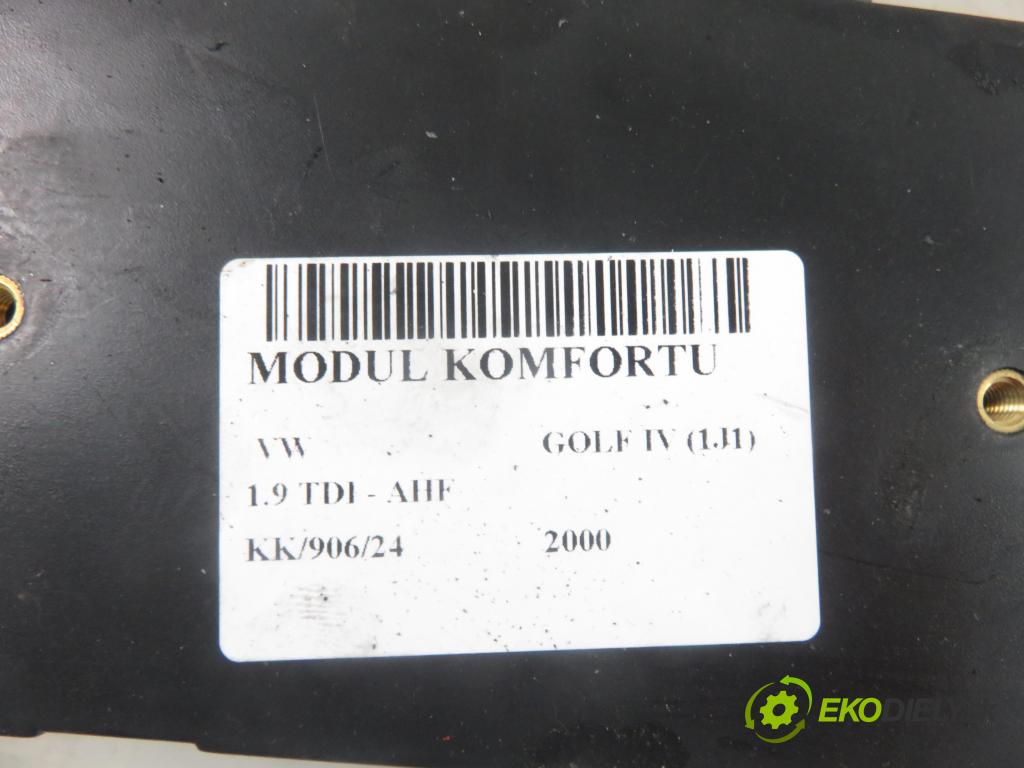 MODUL KOMFORTU
VW GOLF IV (1J1)
1.9 TDI - AHF
KK/906/24 2000
EKODIELY